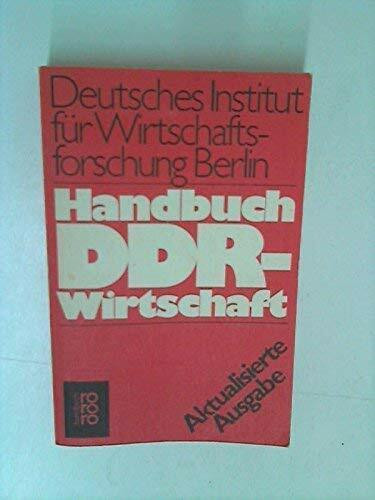 Deutsches Institut
für Wirtschafts-
forschung Berlin
Handbuch
DDR-
Wirtschaft
Aktualisierte
Ausgabe
rororo